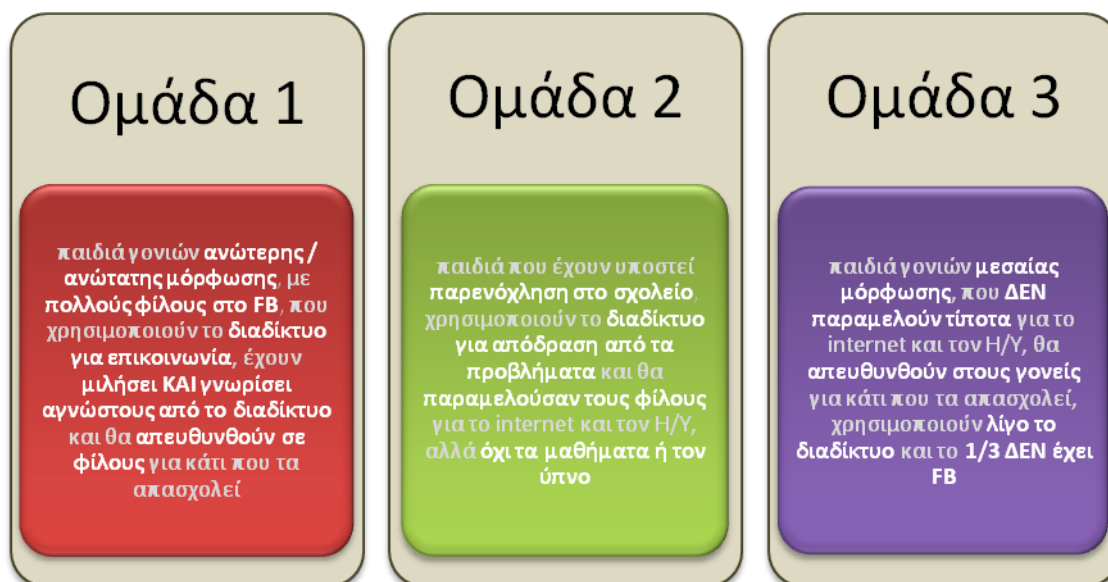 Ομάδα 1
παιδιά γονιών ανώτερης /
ανώτατης μόρφωσης, με
πολλούς φίλους στο FB, που
χρησιμοποιούν το διαδίκτυο
για επικοινωνία, έχουν
μιλήσει ΚΑΙ γνωρίσει
αγνώστους από το διαδίκτυο
και θα απευθυνθούν σε
φίλους για κάτι που τα
απασχολεί
Ομάδα 2
παιδιά που έχουν υποστεί
παρενόχληση στο σχολείο,
χρησιμοποιούν το διαδίκτυο
για απόδραση από τα
προβλήματα και θα
παραμελούσαν τους φίλους
για το internet και τον Η/Υ,
αλλά όχι τα μαθήματα ή τον
ύπνο
Ομάδα 3
παιδιά γονιών μεσαίας
μόρφωσης, που ΔΕΝ
παραμελούν τίποτα για το
internet και τον Η/Υ, θα
απευθυνθούν στους γονείς
για κάτι που τα απασχολεί,
χρησιμοποιούν λίγο το
διαδίκτυο και το 1/3 ΔΕΝ έχει
FB